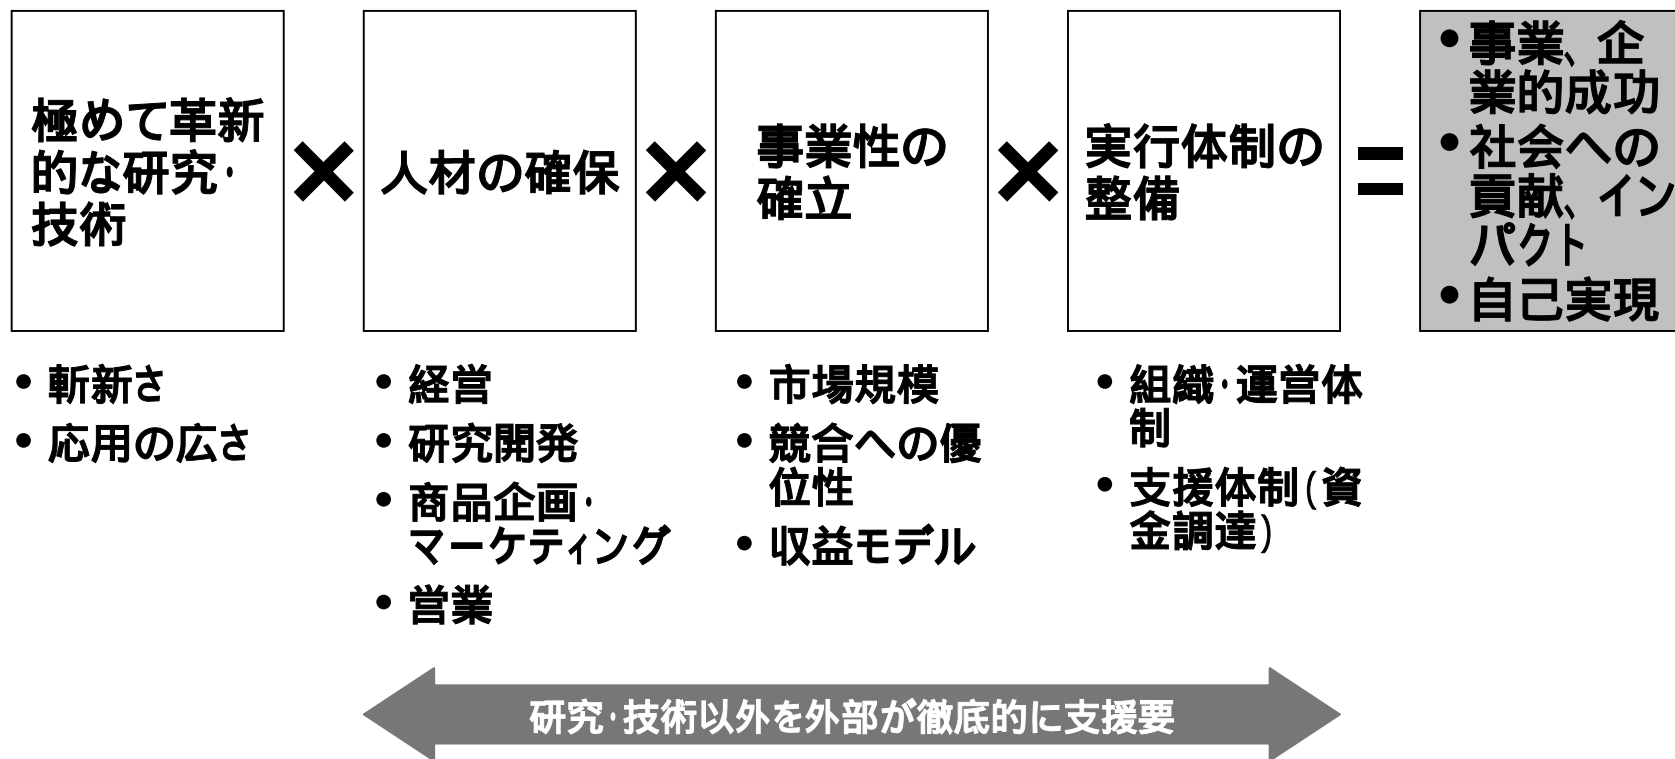 極めて革新
的な研究・
技術
×
人材の確保
×
事業性の
確立
×
実行体制の
整備
=
• 事業、企
業的成功
• 社会への
貢献、イン
パクト
• 自己実現
• 斬新さ
• 応用の広さ
• 経営
• 研究開発
• 商品企画・
マーケティング
• 営業
• 市場規模
• 競合への優
位性
• 収益モデル
• 組織・運営体
制
• 支援体制(資
金調達)
研究・技術以外を外部が徹底的に支援要